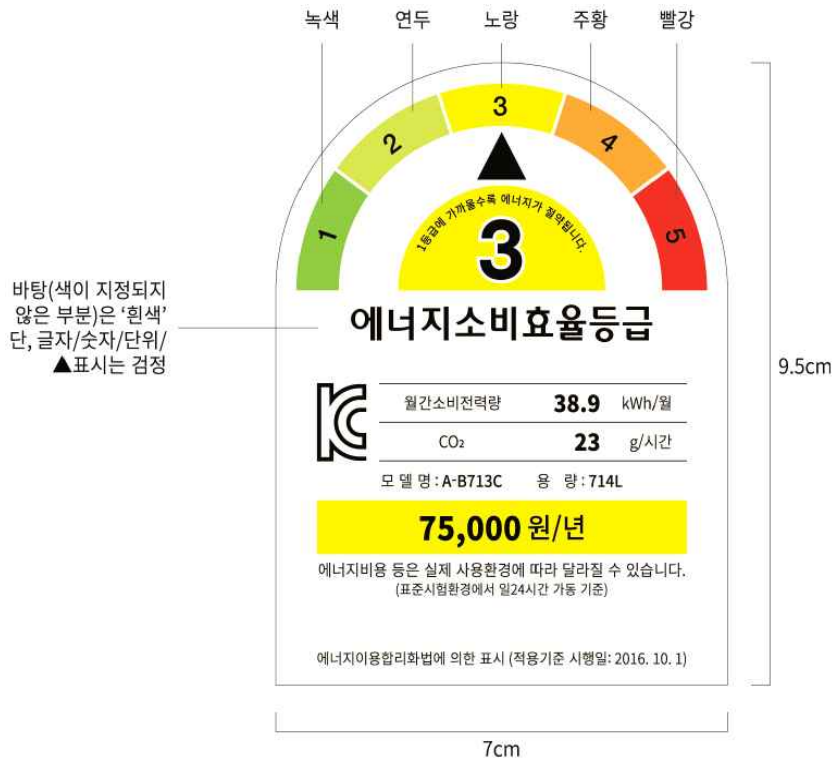 녹색 연두 노랑 주황 빨강
1 2 3 4 5
1등급에 가까울수록 에너지가 절약됩니다.
3
바탕(색이 지정되지
않은 부분)은 ‘흰색’
단, 글자/숫자/단위/
▲표시는 검정
에너지소비효율등급
월간소비전력량 38.9 kWh/월
CO₂ 23 g/시간
모 델 명 : A-B713C 용 량 : 714L
75,000 원/년
에너지비용 등은 실제 사용환경에 따라 달라질 수 있습니다.
(표준시험환경에서 일24시간 가동 기준)
에너지이용합리화법에 의한 표시 (적용기준 시행일: 2016. 10. 1)
9.5cm
7cm